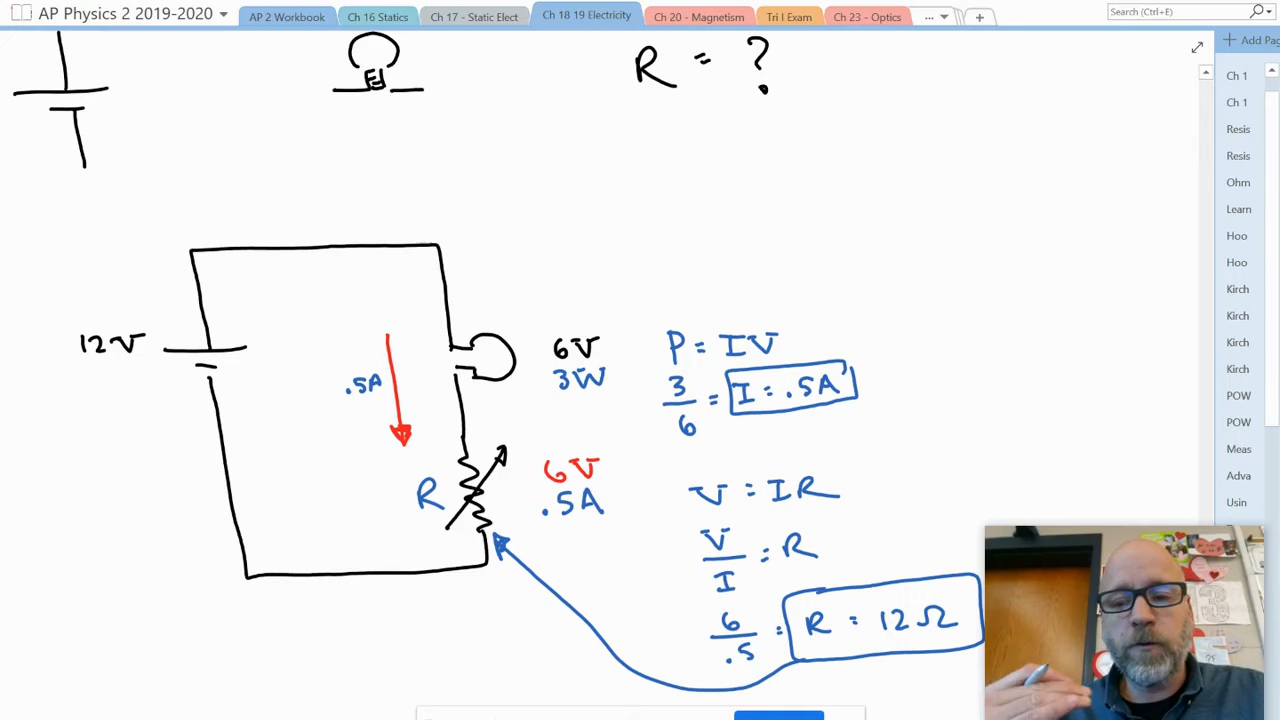 AP Physics 2 2019-2020
AP 2 Workbook
Ch 16 Statics
Ch 17 - Static Elect
Ch 18 19 Electricity
Ch 20 - Magnetism
Tri I Exam
Ch 23 - Optics
...
Search (Ctrl+E)
Add Pag
Ch 1
Ch 1
Resis
Resis
Ohm
Learn
Hoo
Hoo
Kirch
Kirch
Kirch
Kirch
POW
POW
Meas
Adva
Usin
R = ?
12V
.5A
6V
3W
P = IV
3/6 = I = .5A
R
6V
.5A
V = IR
V/I = R
6/.5 = R = 12Ω